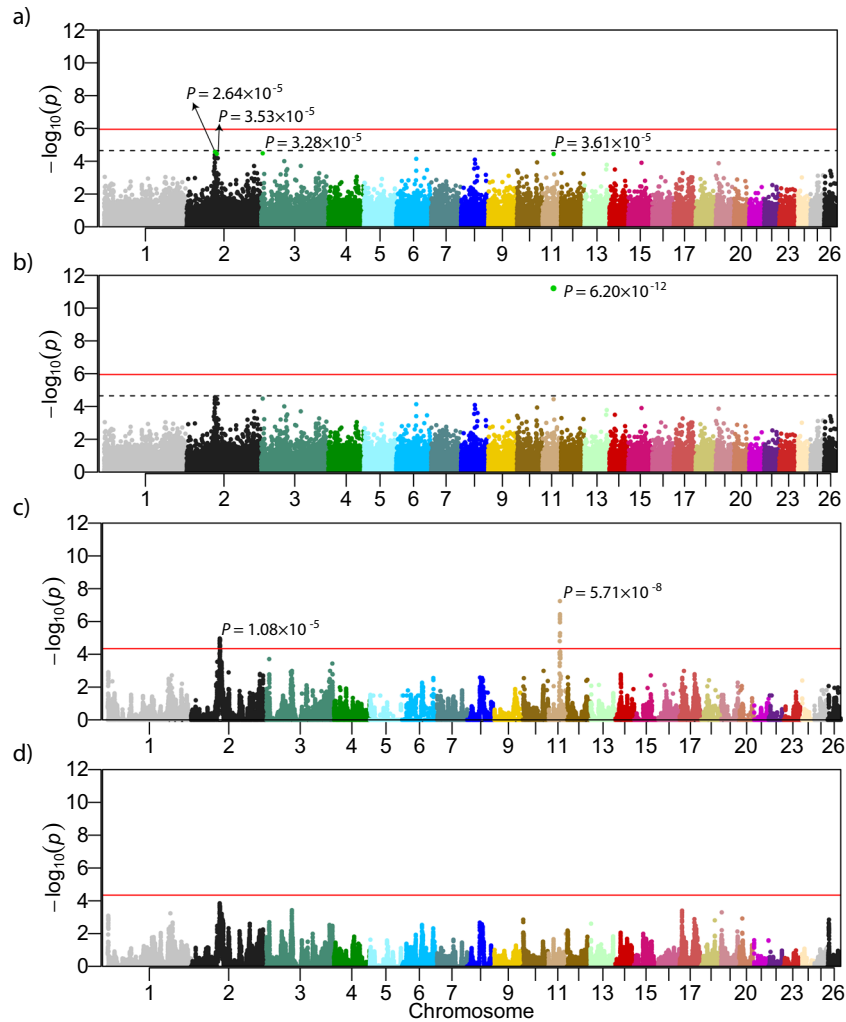 a)
12
10
8
6
4
2
0
−log₁₀(p)
P = 2.64×10⁻⁵
P = 3.53×10⁻⁵
P = 3.28×10⁻⁵
P = 3.61×10⁻⁵
1 2 3 4 5 6 7 8 9 11 13 15 17 20 23 26
b)
12
10
8
6
4
2
0
−log₁₀(p)
P = 6.20×10⁻¹²
1 2 3 4 5 6 7 8 9 11 13 15 17 20 23 26
c)
12
10
8
6
4
2
0
−log₁₀(p)
P = 5.71×10⁻⁸
P = 1.08×10⁻⁵
1 2 3 4 5 6 7 8 9 11 13 15 17 20 23 26
d)
12
10
8
6
4
2
0
−log₁₀(p)
1 2 3 4 5 6 7 8 9 11 13 15 17 20 23 26
Chromosome